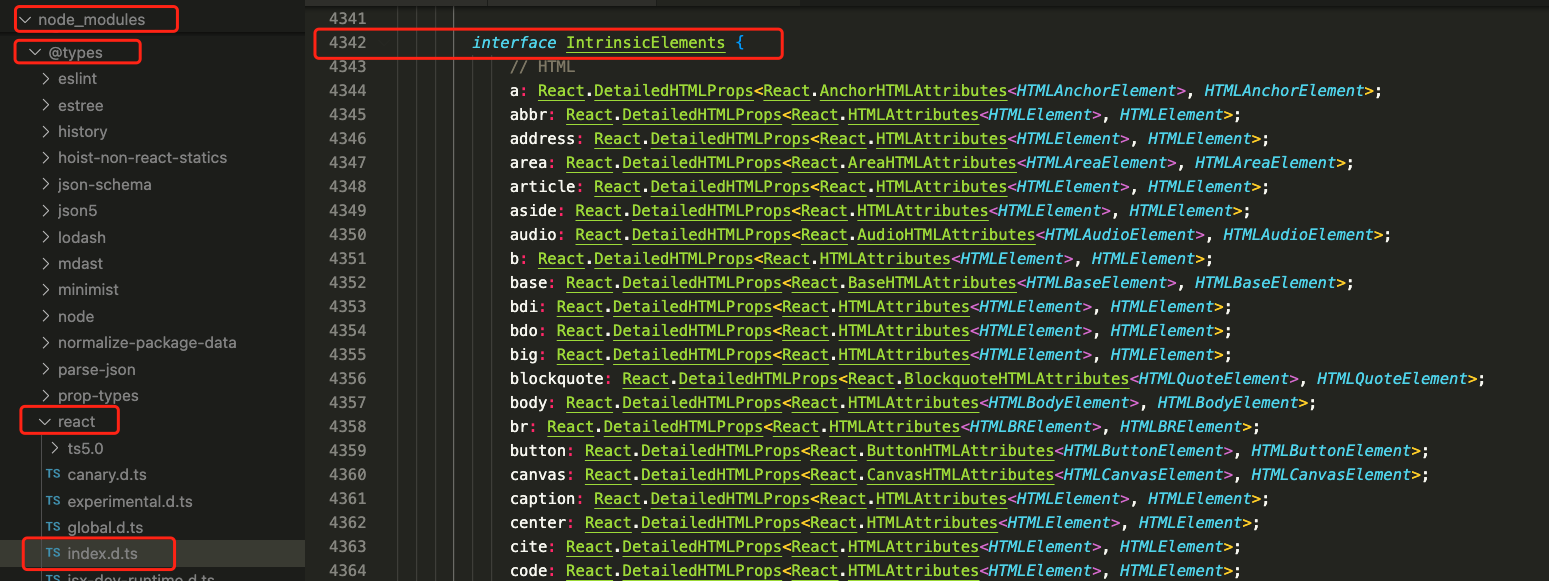 node_modules
@types
eslint
estree
history
hoist-non-react-statics
json-schema
json5
lodash
mdast
minimist
node
normalize-package-data
parse-json
prop-types
react
ts5.0
TS canary.d.ts
TS experimental.d.ts
TS global.d.ts
TS index.d.ts
TS jsx-dev-runtime.d.ts
4341
4342 interface IntrinsicElements {
4343 // HTML
4344 a: React.DetailedHTMLProps<React.AnchorHTMLAttributes<HTMLAnchorElement>, HTMLAnchorElement>;
4345 abbr: React.DetailedHTMLProps<React.HTMLAttributes<HTMLElement>, HTMLElement>;
4346 address: React.DetailedHTMLProps<React.HTMLAttributes<HTMLElement>, HTMLElement>;
4347 area: React.DetailedHTMLProps<React.AreaHTMLAttributes<HTMLAreaElement>, HTMLAreaElement>;
4348 article: React.DetailedHTMLProps<React.HTMLAttributes<HTMLElement>, HTMLElement>;
4349 aside: React.DetailedHTMLProps<React.HTMLAttributes<HTMLElement>, HTMLElement>;
4350 audio: React.DetailedHTMLProps<React.AudioHTMLAttributes<HTMLAudioElement>, HTMLAudioElement>;
4351 b: React.DetailedHTMLProps<React.HTMLAttributes<HTMLElement>, HTMLElement>;
4352 base: React.DetailedHTMLProps<React.BaseHTMLAttributes<HTMLBaseElement>, HTMLBaseElement>;
4353 bdi: React.DetailedHTMLProps<React.HTMLAttributes<HTMLElement>, HTMLElement>;
4354 bdo: React.DetailedHTMLProps<React.HTMLAttributes<HTMLElement>, HTMLElement>;
4355 big: React.DetailedHTMLProps<React.HTMLAttributes<HTMLElement>, HTMLElement>;
4356 blockquote: React.DetailedHTMLProps<React.BlockquoteHTMLAttributes<HTMLQuoteElement>, HTMLQuoteElement>;
4357 body: React.DetailedHTMLProps<React.HTMLAttributes<HTMLBodyElement>, HTMLBodyElement>;
4358 br: React.DetailedHTMLProps<React.HTMLAttributes<HTMLBRElement>, HTMLBRElement>;
4359 button: React.DetailedHTMLProps<React.ButtonHTMLAttributes<HTMLButtonElement>, HTMLButtonElement>;
4360 canvas: React.DetailedHTMLProps<React.CanvasHTMLAttributes<HTMLCanvasElement>, HTMLCanvasElement>;
4361 caption: React.DetailedHTMLProps<React.HTMLAttributes<HTMLElement>, HTMLElement>;
4362 center: React.DetailedHTMLProps<React.HTMLAttributes<HTMLElement>, HTMLElement>;
4363 cite: React.DetailedHTMLProps<React.HTMLAttributes<HTMLElement>, HTMLElement>;
4364 code: React.DetailedHTMLProps<React.HTMLAttributes<HTMLElement>, HTMLElement>;